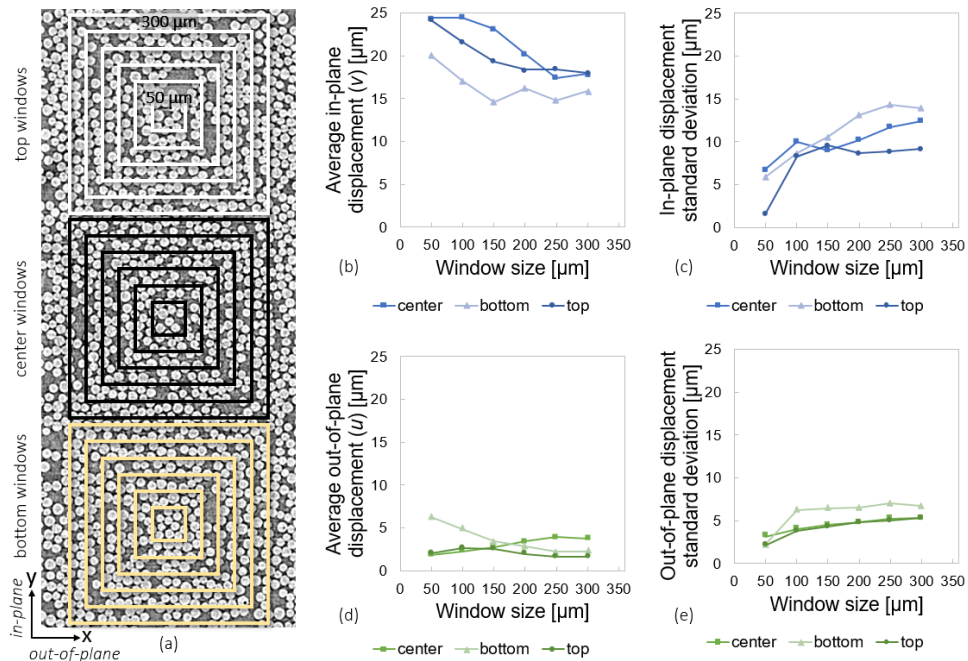 300 µm
50 µm
top windows
center windows
bottom windows
y
in-plane
x
out-of-plane
(a)
Average in-plane
displacement (v) [µm]
25
20
15
10
5
0
0 50 100 150 200 250 300 350
(b)
Window size [µm]
center bottom top
In-plane displacement
standard deviation [µm]
25
20
15
10
5
0
0 50 100 150 200 250 300 350
(c)
Window size [µm]
center bottom top
Average out-of-plane
displacement (u) [µm]
25
20
15
10
5
0
0 50 100 150 200 250 300 350
(d)
Window size [µm]
center bottom top
Out-of-plane displacement
standard deviation [µm]
25
20
15
10
5
0
0 50 100 150 200 250 300 350
(e)
Window size [µm]
center bottom top